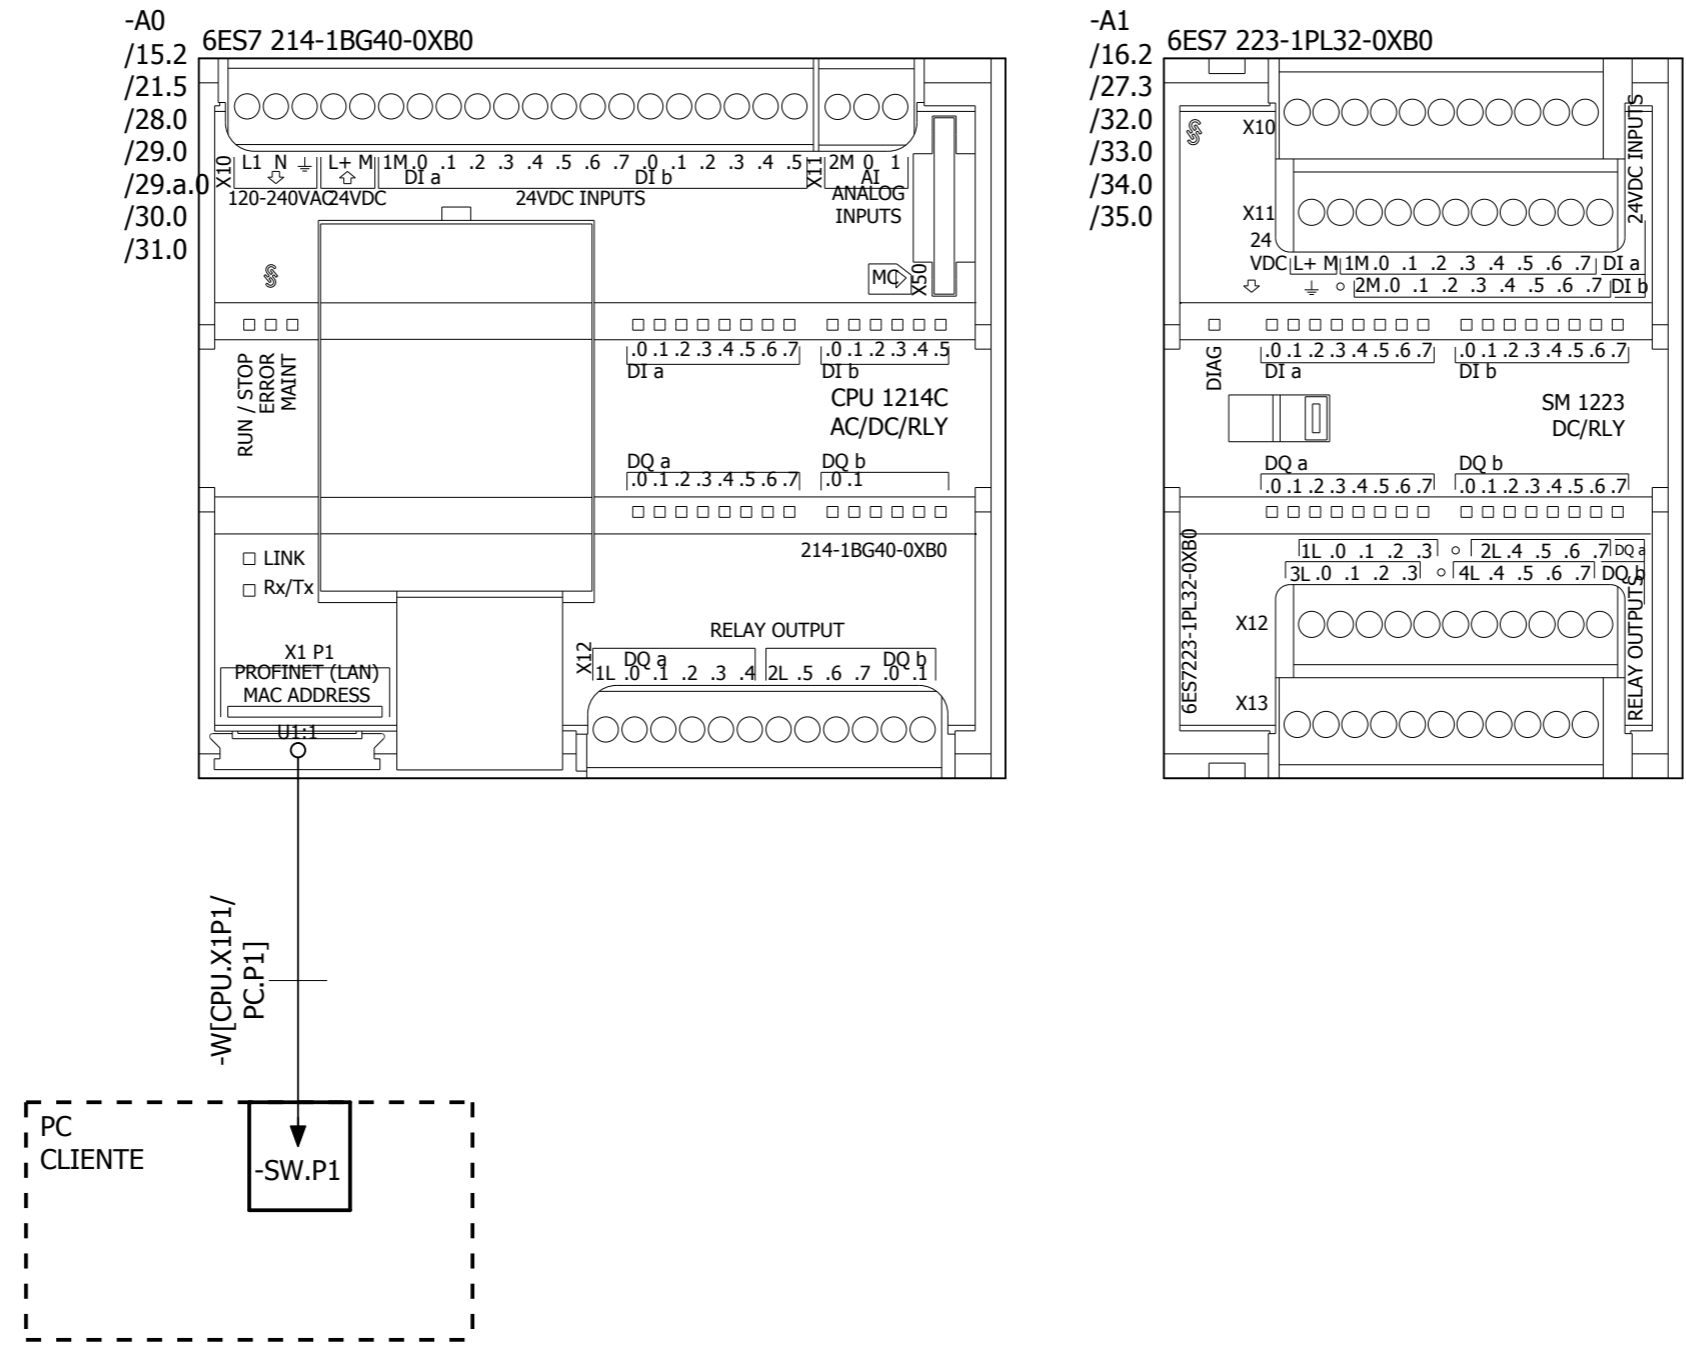 -A0
/15.2
/21.5
/28.0
/29.0
/29.a.0
/30.0
/31.0
6ES7 214-1BG40-0XB0
X10
L1 N
L+ M
1M .0 .1 .2 .3 .4 .5 .6 .7 .0 .1 .2 .3 .4 .5
DI a
DI b
X11
2M 0 1
AI
120-240VAC
24VDC
24VDC INPUTS
ANALOG
INPUTS
MC
X50
RUN / STOP
ERROR
MAINT
.0 .1 .2 .3 .4 .5 .6 .7
DI a
.0 .1 .2 .3 .4 .5
DI b
CPU 1214C
AC/DC/RLY
DQ a
.0 .1 .2 .3 .4 .5 .6 .7
DQ b
.0 .1
214-1BG40-0XB0
LINK
Rx/Tx
X1 P1
PROFINET (LAN)
MAC ADDRESS
U1:1
RELAY OUTPUT
X12
DQ a
DQ b
1L .0 .1 .2 .3 .4
2L .5 .6 .7 .0 .1
-W[CPU.X1P1/
PC.P1]
PC
CLIENTE
-SW.P1
-A1
/16.2
/27.3
/32.0
/33.0
/34.0
/35.0
6ES7 223-1PL32-0XB0
X10
X11
24VDC INPUTS
24
VDC
L+ M
1M .0 .1 .2 .3 .4 .5 .6 .7
DI a
2M .0 .1 .2 .3 .4 .5 .6 .7
DI b
DIAG
.0 .1 .2 .3 .4 .5 .6 .7
DI a
.0 .1 .2 .3 .4 .5 .6 .7
DI b
SM 1223
DC/RLY
DQ a
.0 .1 .2 .3 .4 .5 .6 .7
DQ b
.0 .1 .2 .3 .4 .5 .6 .7
6ES7223-1PL32-0XB0
1L .0 .1 .2 .3
2L .4 .5 .6 .7
DQ a
3L .0 .1 .2 .3
4L .4 .5 .6 .7
DQ b
X12
X13
RELAY OUTPUTS